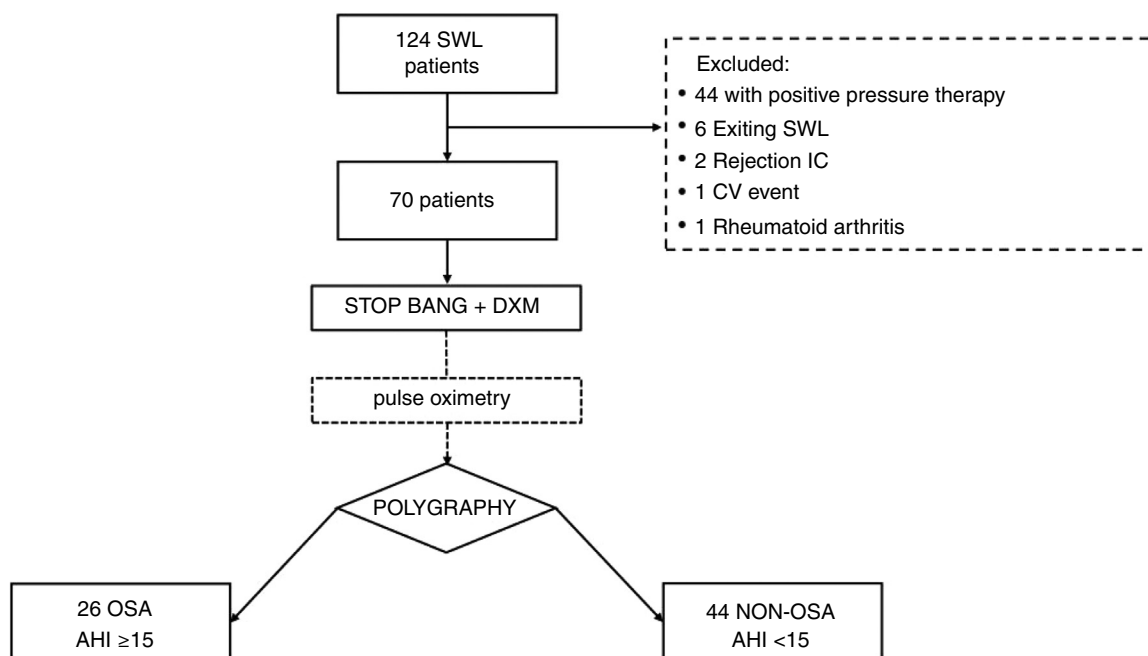 124 SWL
patients
Excluded:
• 44 with positive pressure therapy
• 6 Exiting SWL
• 2 Rejection IC
• 1 CV event
• 1 Rheumatoid arthritis
70 patients
STOP BANG + DXM
pulse oximetry
POLYGRAPHY
26 OSA
AHI ≥15
44 NON-OSA
AHI <15